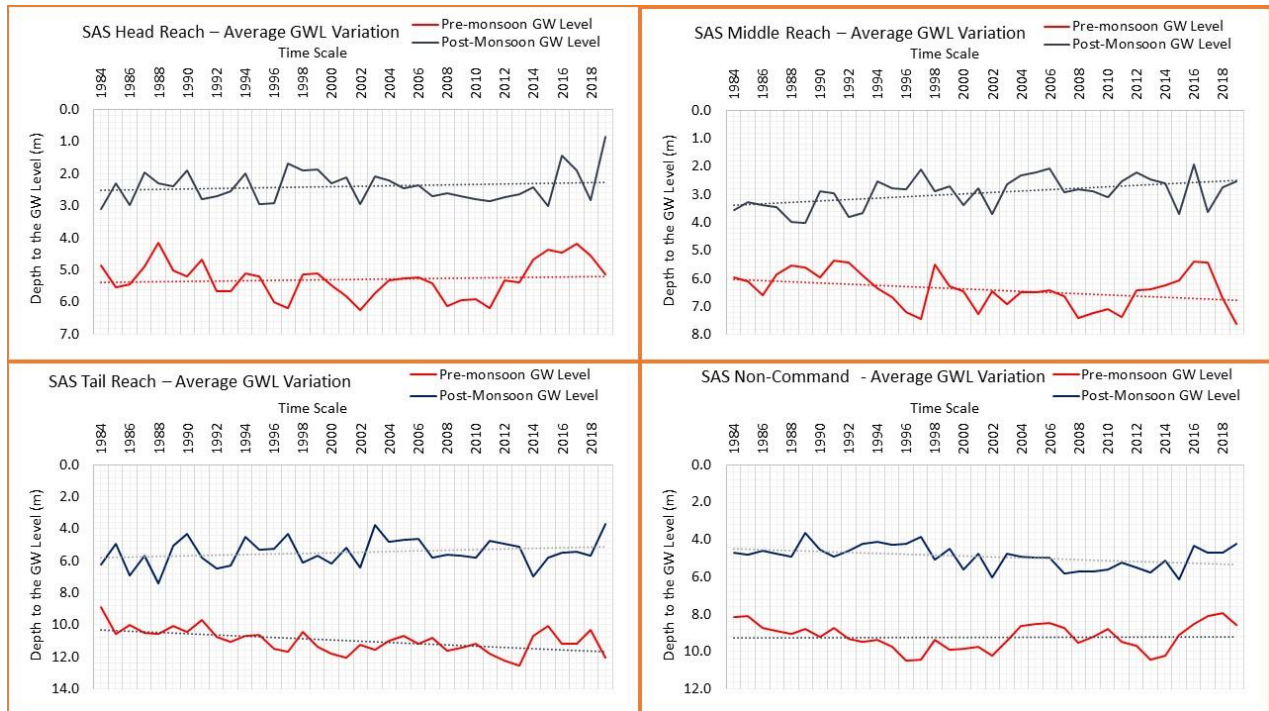 SAS Head Reach – Average GWL Variation
Pre-monsoon GW Level
Post-Monsoon GW Level
Time Scale
1984 1986 1988 1990 1992 1994 1996 1998 2000 2002 2004 2006 2008 2010 2012 2014 2016 2018
Depth to the GW Level (m)
0.0
1.0
2.0
3.0
4.0
5.0
6.0
7.0
SAS Middle Reach – Average GWL Variation
Pre-monsoon GW Level
Post-Monsoon GW Level
Time Scale
1984 1986 1988 1990 1992 1994 1996 1998 2000 2002 2004 2006 2008 2010 2012 2014 2016 2018
Depth to the GW Level (m)
0.0
1.0
2.0
3.0
4.0
5.0
6.0
7.0
8.0
SAS Tail Reach – Average GWL Variation
Pre-monsoon GW Level
Post-Monsoon GW Level
Time Scale
1984 1986 1988 1990 1992 1994 1996 1998 2000 2002 2004 2006 2008 2010 2012 2014 2016 2018
Depth to the GW Level (m)
0.0
2.0
4.0
6.0
8.0
10.0
12.0
14.0
SAS Non-Command - Average GWL Variation
Pre-monsoon GW Level
Post-Monsoon GW Level
Time Scale
1984 1986 1988 1990 1992 1994 1996 1998 2000 2002 2004 2006 2008 2010 2012 2014 2016 2018
Depth to the GW Level (m)
0.0
2.0
4.0
6.0
8.0
10.0
12.0